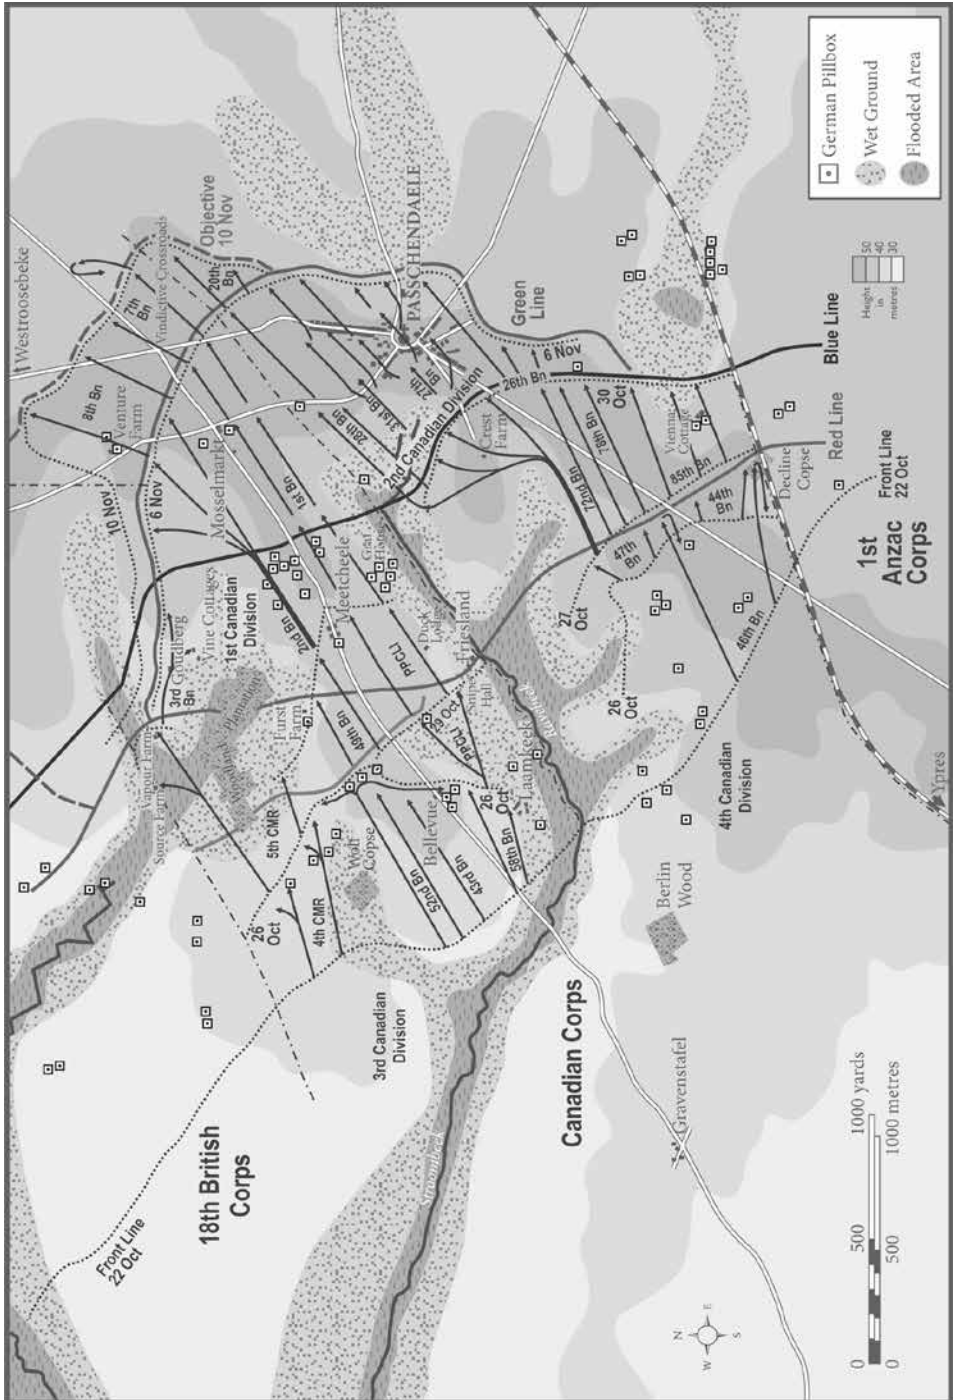 Westroosebeke
Objective
10 Nov
7th Bn
Vindictive Crossroads
8th Bn
Venture
Farm
20th
Bn
10 Nov
6 Nov
Mosselmarkt
PASSCHENDAELE
Green
Line
27th
Bn
31st Bn
28th Bn
1st Bn
2nd Canadian Division
26th Bn
6 Nov
30
Oct
Blue Line
Crest
Farm
Vienna
Cottage
78th Bn
72nd Bn
85th Bn
Red Line
Decline
Copse
44th
Bn
47th
Bn
Front Line
22 Oct
1st
Anzac
Corps
3rd
Bn
Goudberg
Vine Cottages
1st Canadian
Division
2nd Bn
Meetcheele
Graf
House
Duck
Lodge
Friesland
Snipe
Hall
PPCLI
PPCLI
29 Oct
27
Oct
46th Bn
26
Oct
Vapour Farm
Source Farm
Woodland
Plantation
Furst
Farm
49th Bn
5th CMR
4th CMR
26
Oct
Wolf
Copse
Bellevue
52nd Bn
43rd Bn
58th Bn
26
Oct
Laamkeek
Ravebeek
4th Canadian
Division
Ypres
Berlin
Wood
3rd Canadian
Division
Canadian Corps
18th British
Corps
Front Line
22 Oct
Stroombeek
Gravenstafel
German Pillbox
Wet Ground
Flooded Area
Height
in
metres
50
40
30
N
E
S
W
0
500
1000 yards
0
500
1000 metres